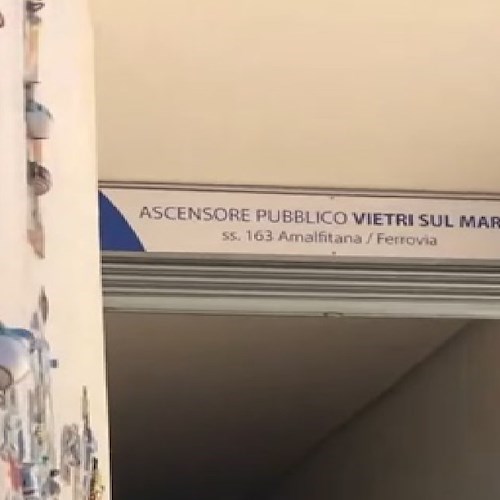 ASCENSORE PUBBLICO VIETRI SUL MAR
ss. 163 Amalfitana / Ferrovia